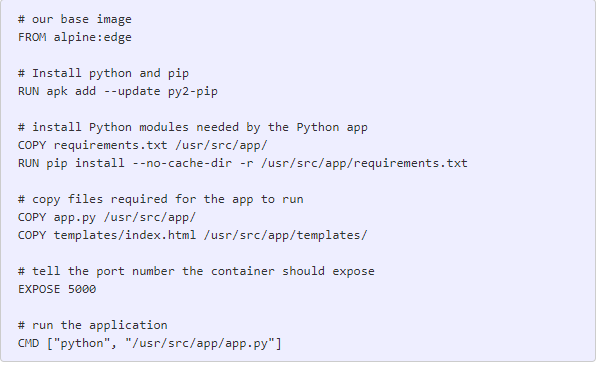 # our base image
FROM alpine:edge
# Install python and pip
RUN apk add --update py2-pip
# install Python modules needed by the Python app
COPY requirements.txt /usr/src/app/
RUN pip install --no-cache-dir -r /usr/src/app/requirements.txt
# copy files required for the app to run
COPY app.py /usr/src/app/
COPY templates/index.html /usr/src/app/templates/
# tell the port number the container should expose
EXPOSE 5000
# run the application
CMD ["python", "/usr/src/app/app.py"]